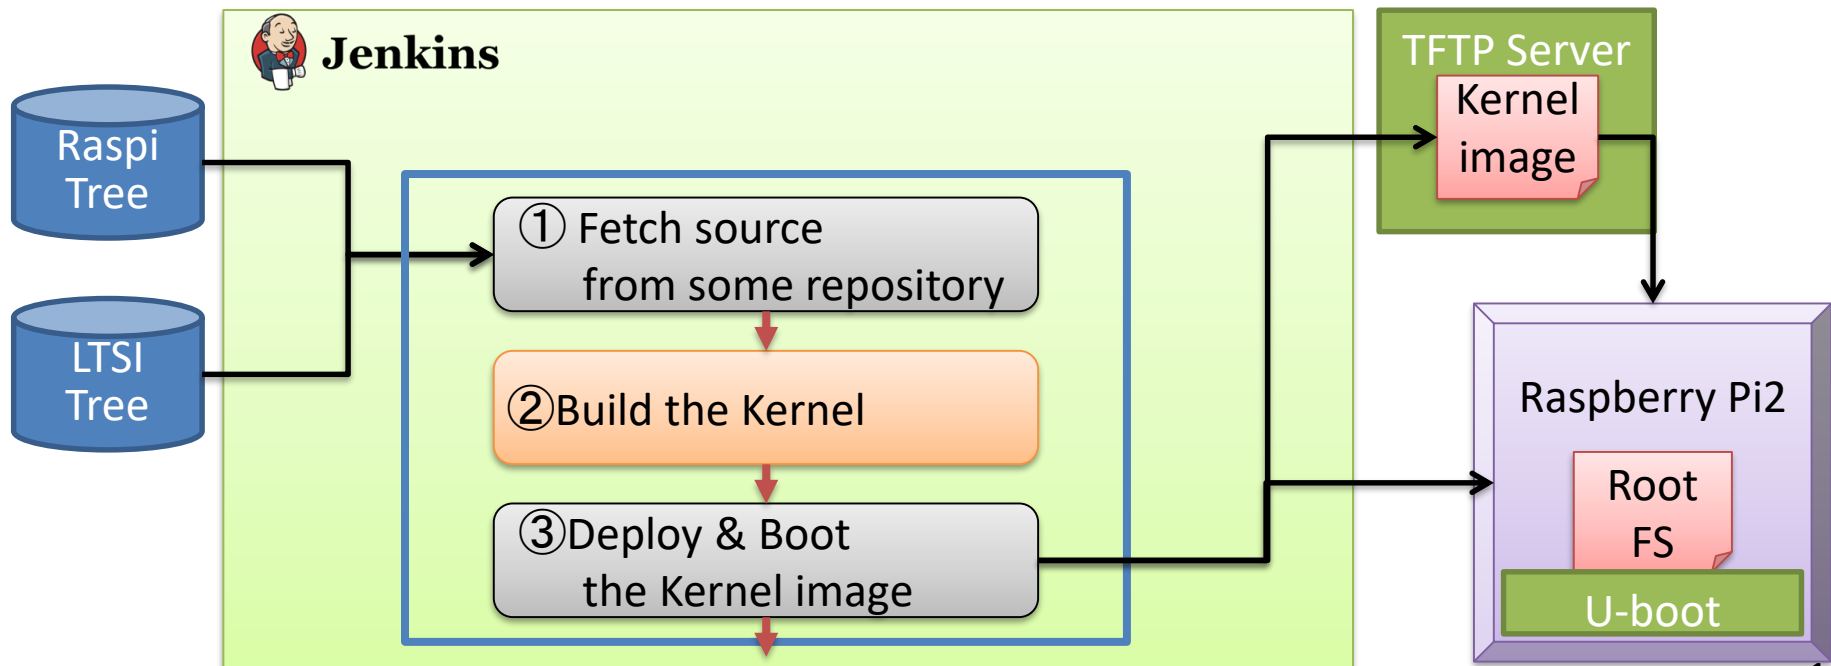 Jenkins
Raspi
Tree
LTSI
Tree
① Fetch source
from some repository
②Build the Kernel
③Deploy & Boot
the Kernel image
TFTP Server
Kernel
image
Raspberry Pi2
Root
FS
U-boot